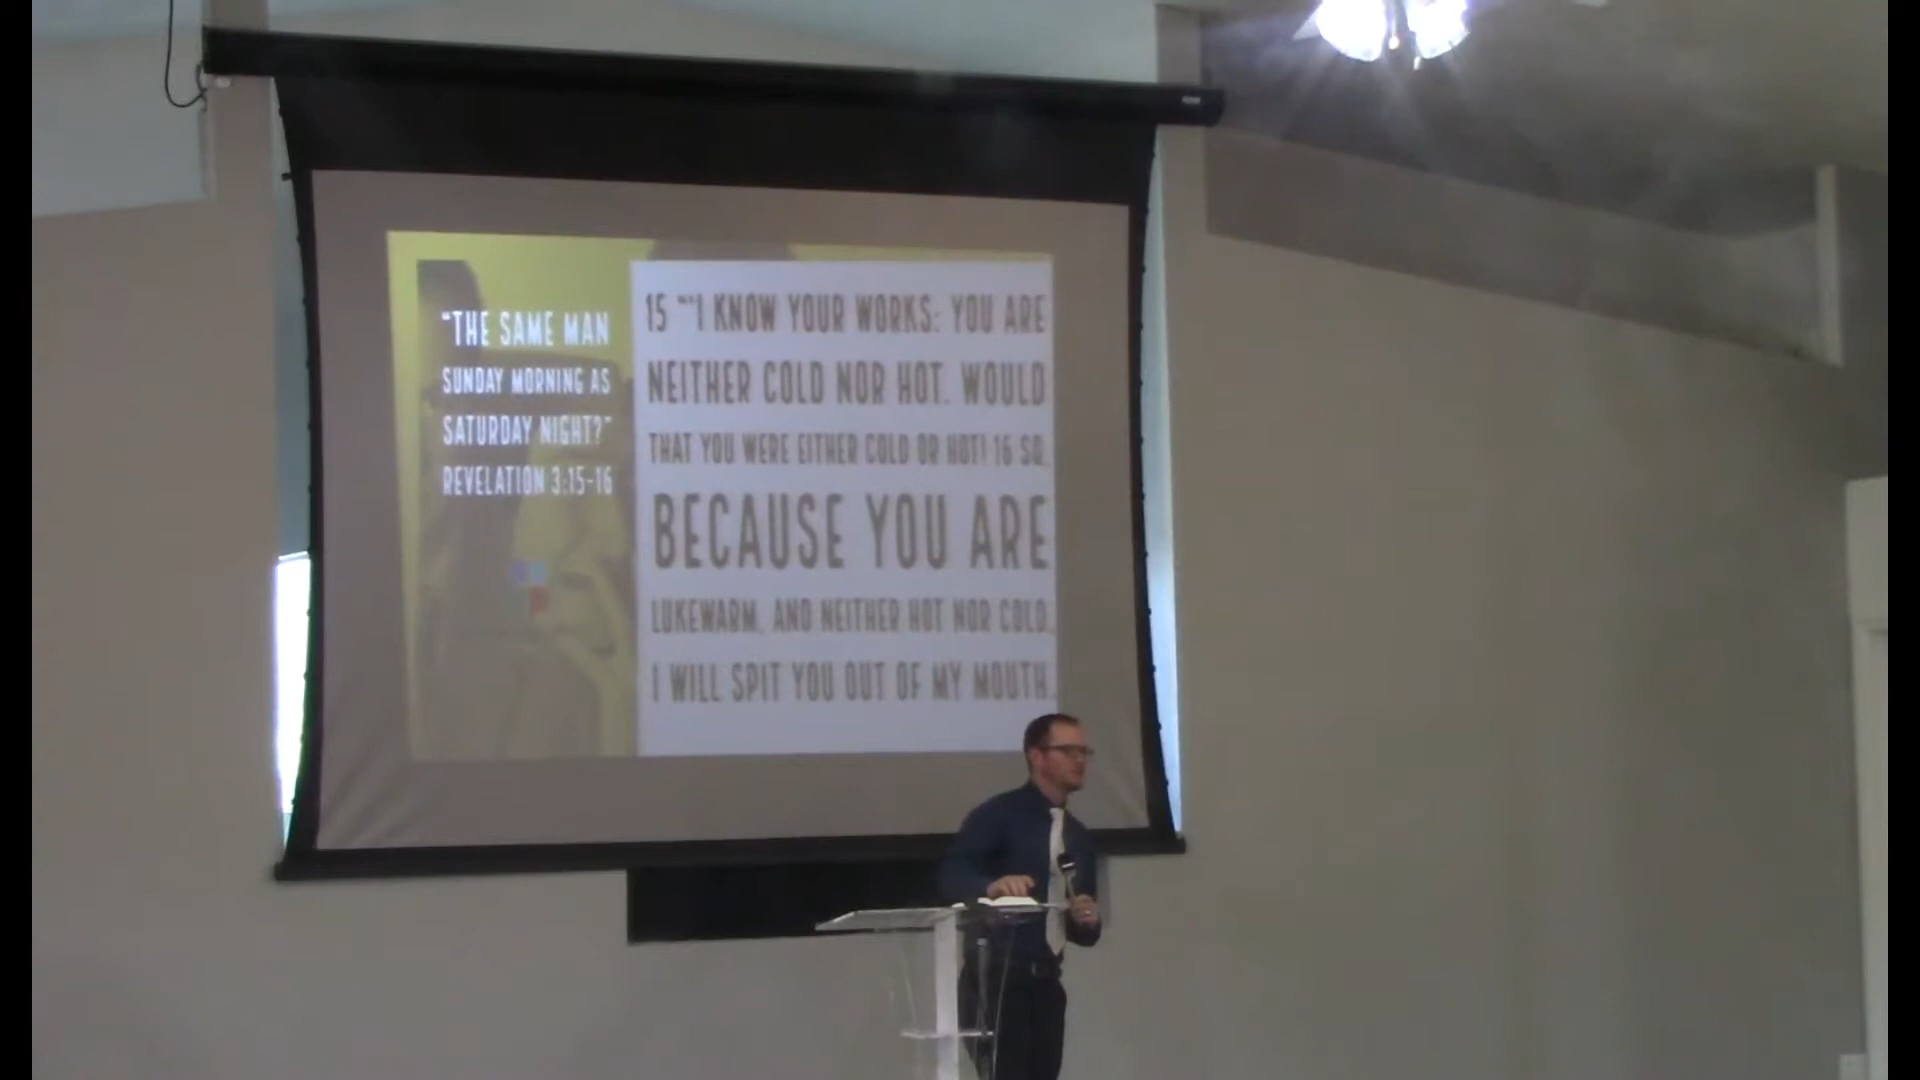 "THE SAME MAN
SUNDAY MORNING AS
SATURDAY NIGHT?"
REVELATION 3:15-16
15 ""I KNOW YOUR WORKS: YOU ARE
NEITHER COLD NOR HOT. WOULD
THAT YOU WERE EITHER COLD OR HOT! 16 SO,
BECAUSE YOU ARE
LUKEWARM, AND NEITHER HOT NOR COLD,
I WILL SPIT YOU OUT OF MY MOUTH.